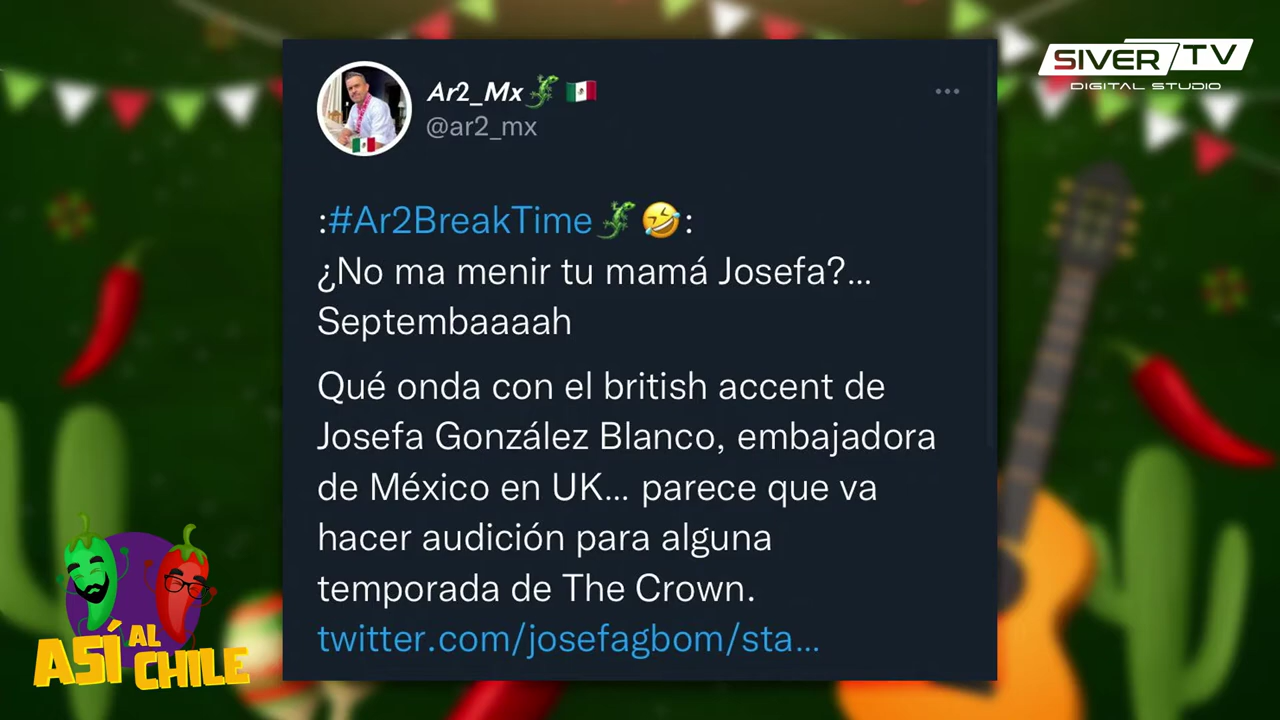 SIVER TV
DIGITAL STUDIO
Ar2_Mx🦎🇲🇽
@ar2_mx
:#Ar2BreakTime🦎🤣:
¿No ma menir tu mamá Josefa?...
Septembaaaah
Qué onda con el british accent de
Josefa González Blanco, embajadora
de México en UK... parece que va
hacer audición para alguna
temporada de The Crown.
twitter.com/josefagbom/sta...
ASÍ AL
CHILE